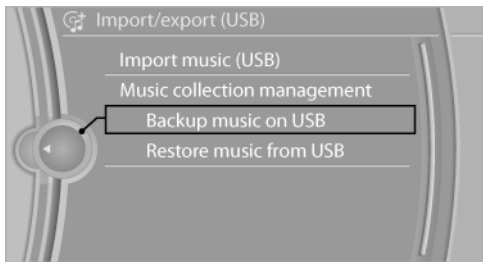 Import/export (USB)
Import music (USB)
Music collection management
Backup music on USB
Restore music from USB